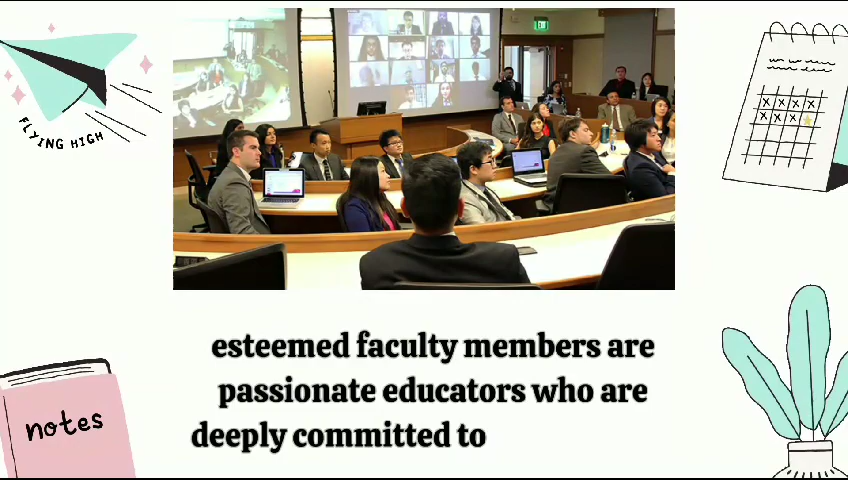 FLYING HIGH
esteemed faculty members are
passionate educators who are
deeply committed to
notes